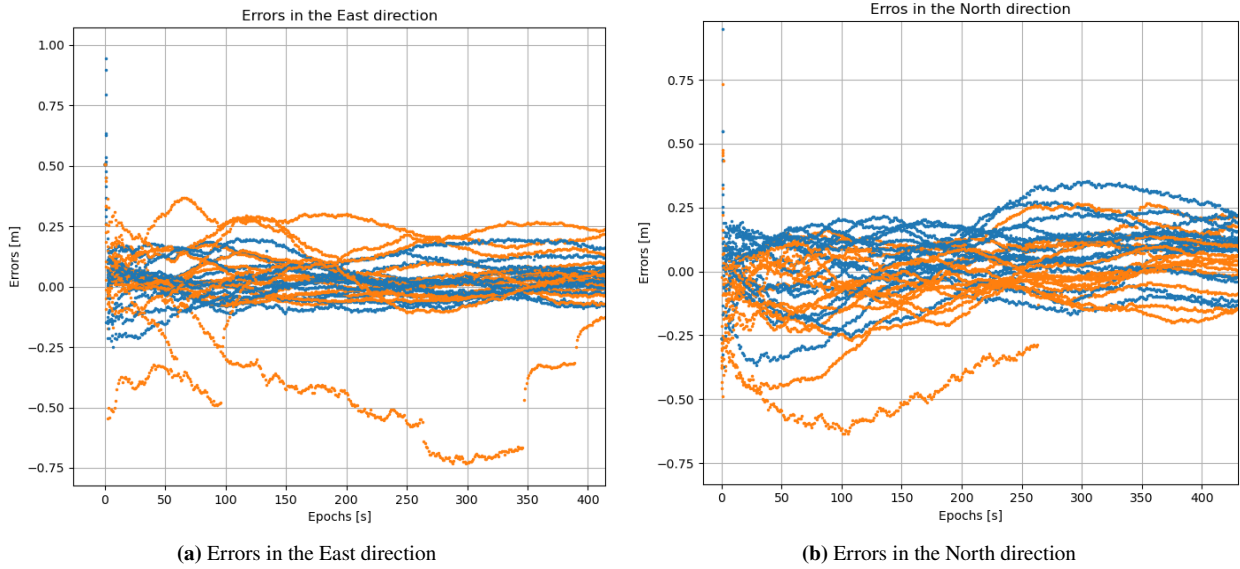 Errors in the East direction
1.00
0.75
0.50
0.25
0.00
−0.25
−0.50
−0.75
Errors [m]
0 50 100 150 200 250 300 350 400
Epochs [s]
(a) Errors in the East direction
Erros in the North direction
0.75
0.50
0.25
0.00
−0.25
−0.50
−0.75
Errors [m]
0 50 100 150 200 250 300 350 400
Epochs [s]
(b) Errors in the North direction